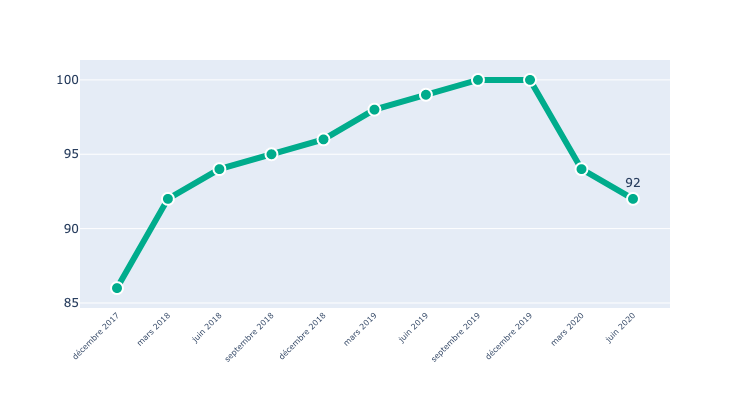 100
95
90
85
92
décembre 2017
mars 2018
juin 2018
septembre 2018
décembre 2018
mars 2019
juin 2019
septembre 2019
décembre 2019
mars 2020
juin 2020